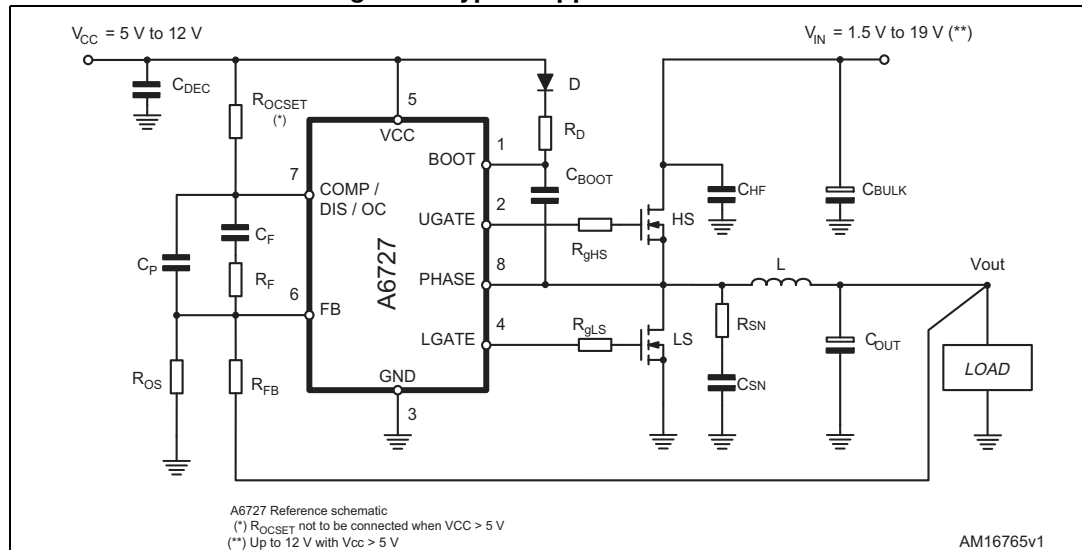 V_CC = 5 V to 12 V
V_IN = 1.5 V to 19 V (**)
C_DEC
R_OCSET
(*)
5
VCC
D
R_D
1
BOOT
C_BOOT
7
COMP /
DIS / OC
C_HF
C_BULK
2
UGATE
HS
R_gHS
C_F
C_P
R_F
A6727
8
PHASE
L
Vout
6
FB
R_gLS
4
LGATE
LS
R_SN
C_OUT
R_OS
R_FB
C_SN
LOAD
GND
3
A6727 Reference schematic
(*) R_OCSET not to be connected when VCC > 5 V
(**) Up to 12 V with Vcc > 5 V
AM16765v1